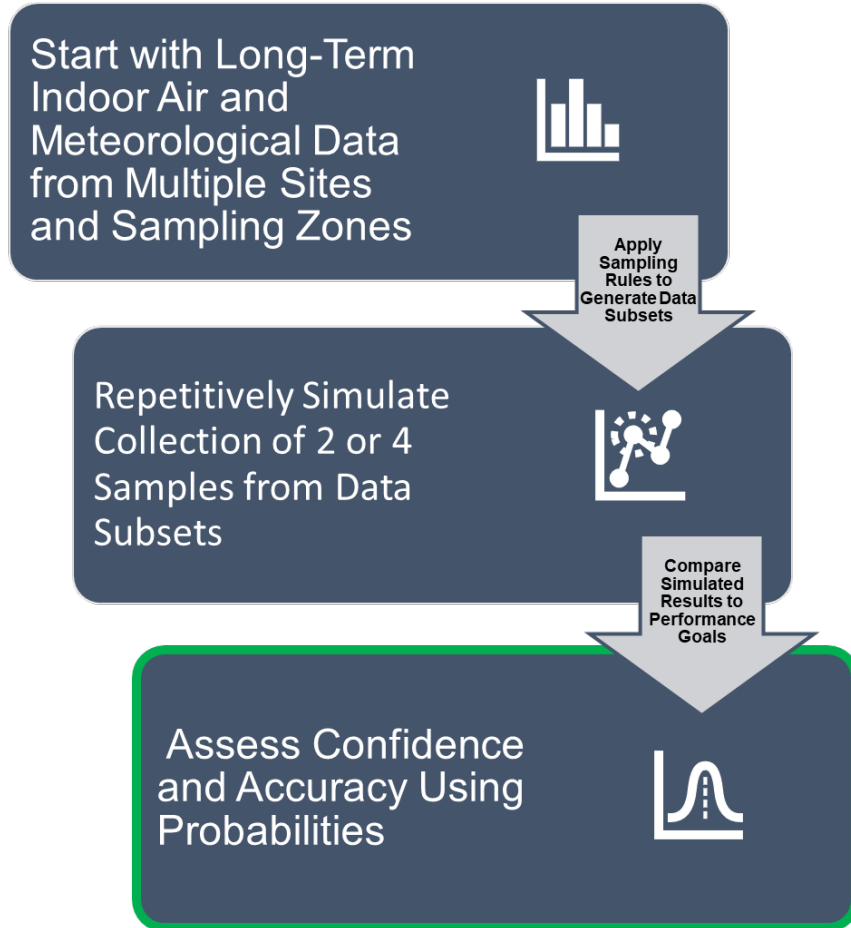 Start with Long-Term
Indoor Air and
Meteorological Data
from Multiple Sites
and Sampling Zones
Apply
Sampling
Rules to
Generate Data
Subsets
Repetitively Simulate
Collection of 2 or 4
Samples from Data
Subsets
Compare
Simulated
Results to
Performance
Goals
Assess Confidence
and Accuracy Using
Probabilities